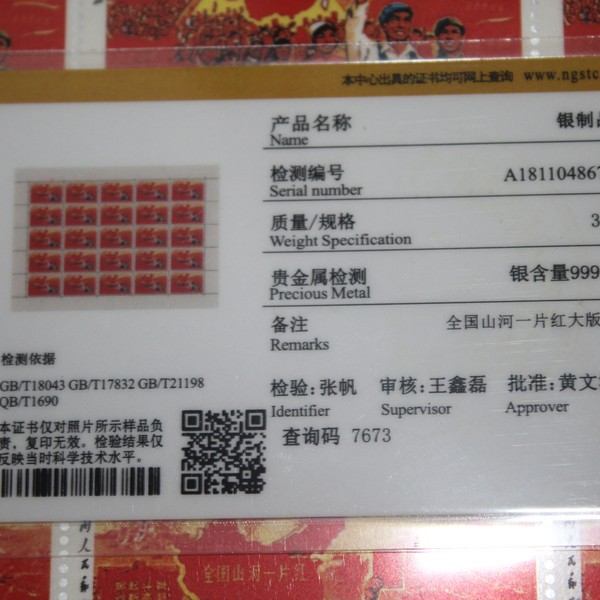 本中心出具的证书均可网上查询 www.ngstc
产品名称 银制品
Name
检测编号 A181104867
Serial number
质量/规格 3
Weight Specification
贵金属检测 银含量999
Precious Metal
备注 全国山河一片红大版
Remarks
检测依据
GB/T18043 GB/T17832 GB/T21198
QB/T1690
检验:张帆 审核:王鑫磊 批准:黄文
Identifier Supervisor Approver
本证书仅对照片所示样品负
责,复印无效。检验结果仅
反映当时科学技术水平。
查询码 7673
全国山河一片红